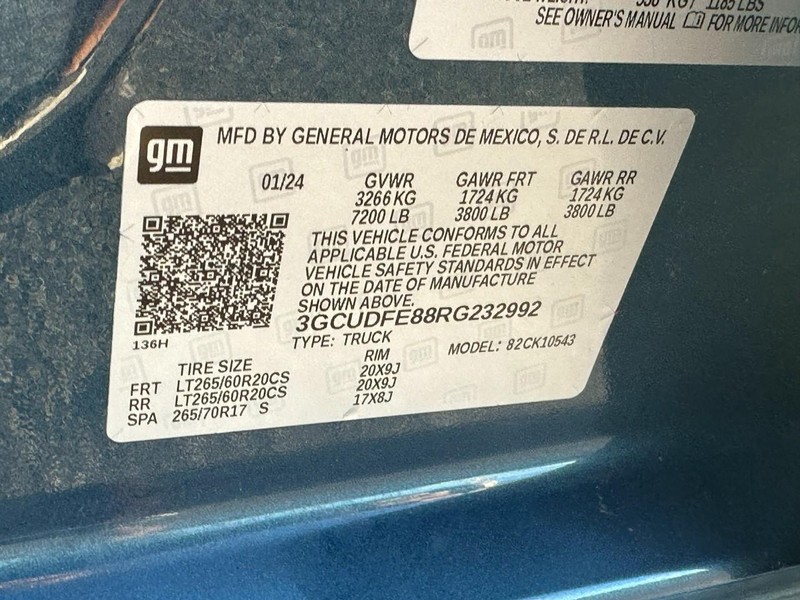 1185 LBS
SEE OWNER'S MANUAL FOR MORE
gm
gm MFD BY GENERAL MOTORS DE MEXICO, S. DE R.L. DE C.V.
01/24 GVWR GAWR FRT GAWR RR
3266 KG 1724 KG 1724 KG
7200 LB 3800 LB 3800 LB
THIS VEHICLE CONFORMS TO ALL
APPLICABLE U.S. FEDERAL MOTOR
VEHICLE SAFETY STANDARDS IN EFFECT
ON THE DATE OF MANUFACTURE
SHOWN ABOVE.
3GCUDFE88RG232992
136H
TYPE: TRUCK MODEL: 82CK10543
TIRE SIZE RIM
FRT LT265/60R20CS 20X9J
RR LT265/60R20CS 20X9J
SPA 265/70R17 S 17X8J